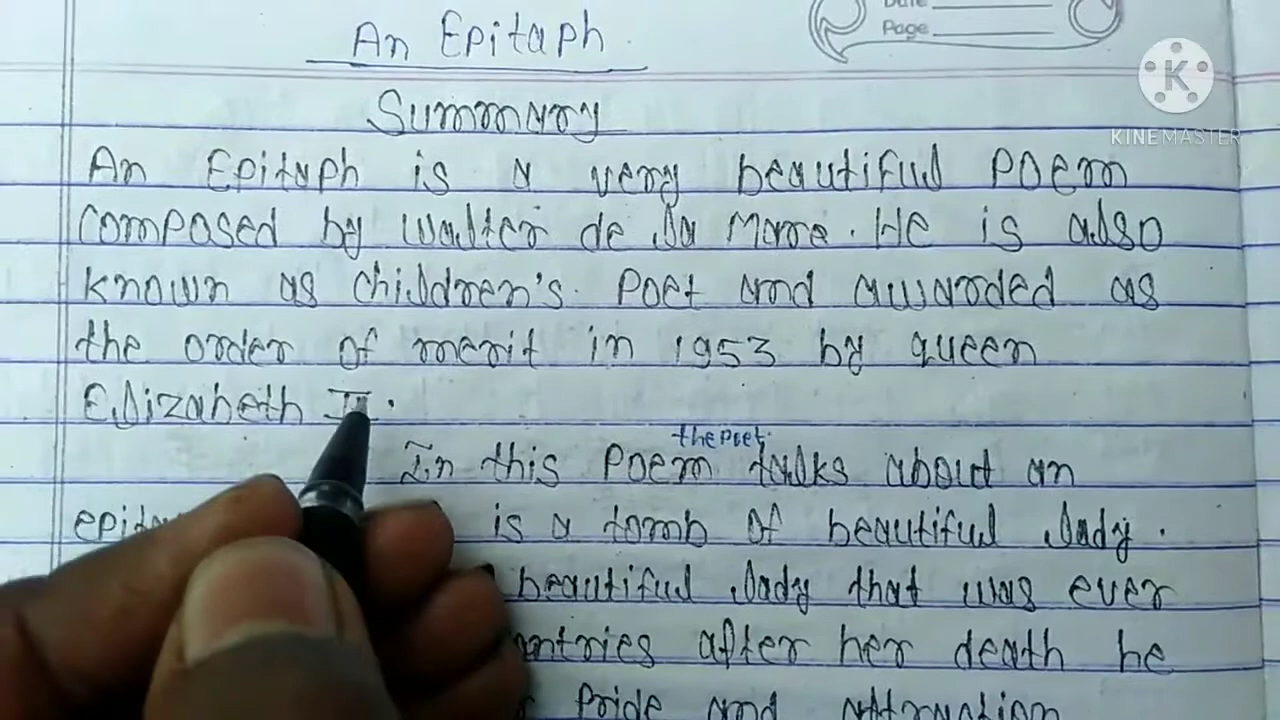 Date
Page
An Epitaph
KINEMASTER
Summary
An Epitaph is a very beautiful Poem
Composed by Walter de la Mare. He is also
known as children's Poet and awarded as
the order of merit in 1953 by queen
Elizabeth II.
the Poet
In this Poem talks about an
is a tomb of beautiful lady.
beautiful lady that was ever
after her death he
Pride and